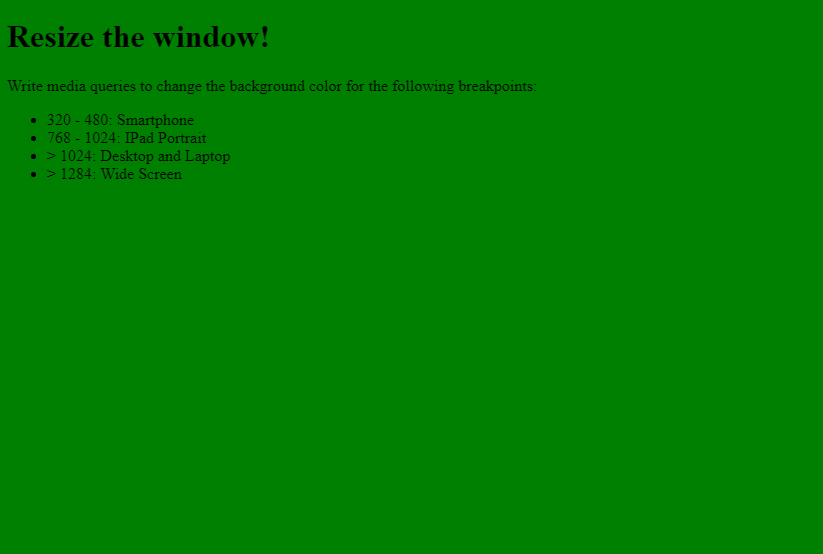 Resize the window!
Write media queries to change the background color for the following breakpoints:
• 320 - 480: Smartphone
• 768 - 1024: IPad Portrait
• > 1024: Desktop and Laptop
• > 1284: Wide Screen